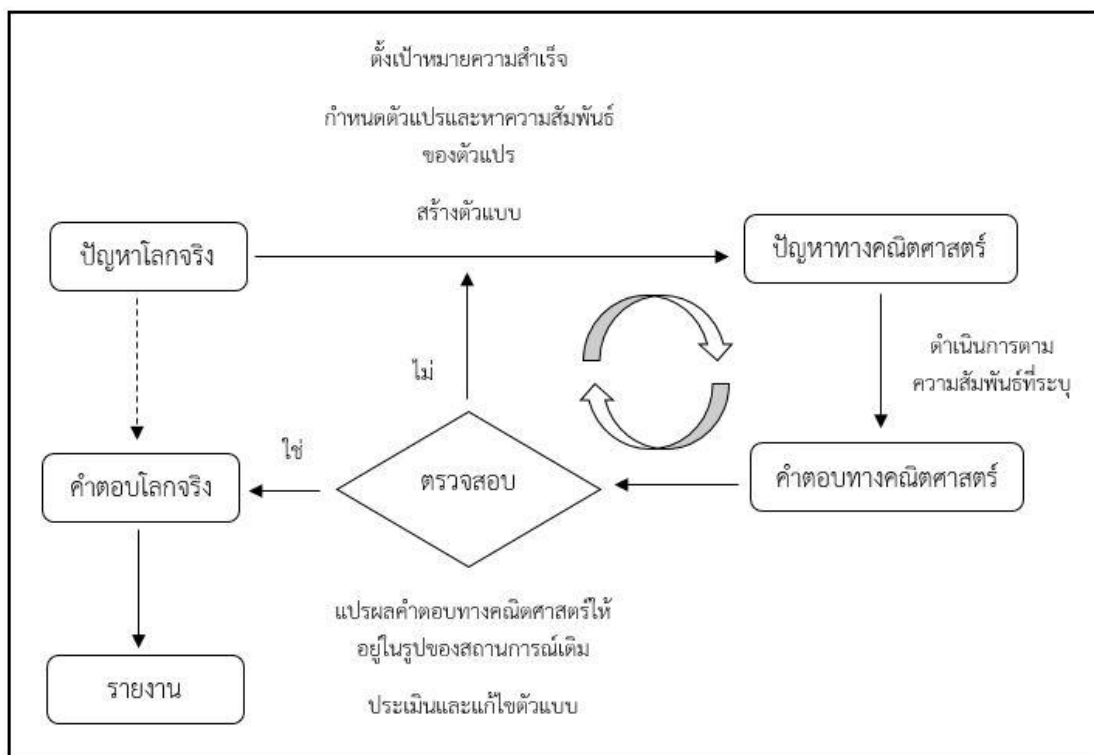 ตั้งเป้าหมายความสำเร็จ
กำหนดตัวแปรและหาความสัมพันธ์
ของตัวแปร
สร้างตัวแบบ
ปัญหาโลกจริง
ปัญหาทางคณิตศาสตร์
ไม่
ดำเนินการตาม
ความสัมพันธ์ที่ระบุ
ใช่
คำตอบโลกจริง
ตรวจสอบ
คำตอบทางคณิตศาสตร์
แปรผลคำตอบทางคณิตศาสตร์ให้
อยู่ในรูปของสถานการณ์เดิม
ประเมินและแก้ไขตัวแบบ
รายงาน